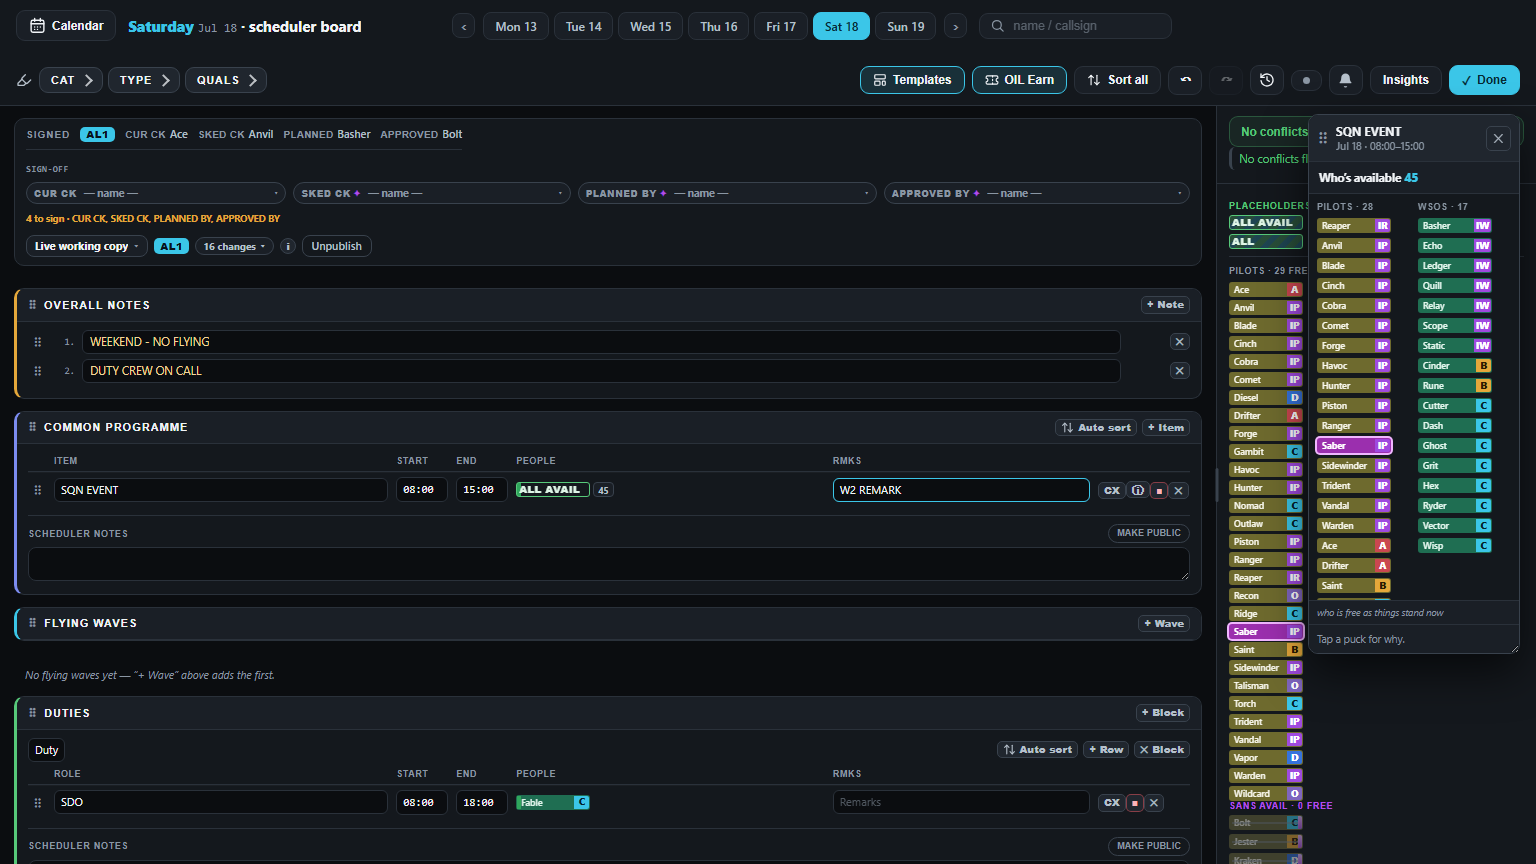 Calendar
Saturday Jul 18 · scheduler board
‹ Mon 13 Tue 14 Wed 15 Thu 16 Fri 17 Sat 18 Sun 19 ›
name / callsign
CAT TYPE QUALS
Templates OIL Earn Sort all Insights ✓ Done
SIGNED AL1 CUR CK Ace SKED CK Anvil PLANNED Basher APPROVED Bolt
SIGN-OFF
CUR CK — name — SKED CK ✦ — name — PLANNED BY ✦ — name — APPROVED BY ✦ — name —
4 to sign · CUR CK, SKED CK, PLANNED BY, APPROVED BY
Live working copy AL1 16 changes i Unpublish
OVERALL NOTES + Note
1. WEEKEND - NO FLYING
2. DUTY CREW ON CALL
COMMON PROGRAMME Auto sort + Item
ITEM START END PEOPLE RMKS
SQN EVENT 08:00 15:00 ALL AVAIL 45 W2 REMARK CX
SCHEDULER NOTES MAKE PUBLIC
FLYING WAVES + Wave
No flying waves yet — "+ Wave" above adds the first.
DUTIES + Block
Duty Auto sort + Row × Block
ROLE START END PEOPLE RMKS
SDO 08:00 18:00 Fable C Remarks CX
SCHEDULER NOTES MAKE PUBLIC
No conflicts
No conflicts fl
PLACEHOLDERS
ALL AVAIL
ALL
PILOTS · 29 FREE
Ace A
Anvil IP
Blade IP
Cinch IP
Cobra IP
Comet IP
Diesel D
Drifter A
Forge IP
Gambit C
Havoc IP
Hunter IP
Nomad C
Outlaw C
Piston IP
Ranger IP
Reaper IR
Recon O
Ridge C
Saber IP
Saint B
Sidewinder IP
Talisman O
Torch C
Trident IP
Vandal IP
Vapor D
Warden IP
Wildcard O
SANS AVAIL · 0 FREE
Bolt C
Jester B
Kraken D
SQN EVENT
Jul 18 · 08:00–15:00
Who's available 45
PILOTS · 28
Reaper IR
Anvil IP
Blade IP
Cinch IP
Cobra IP
Comet IP
Forge IP
Havoc IP
Hunter IP
Piston IP
Ranger IP
Saber IP
Sidewinder IP
Trident IP
Vandal IP
Warden IP
Ace A
Drifter A
Saint B
WSOS · 17
Basher IW
Echo IW
Ledger IW
Quill IW
Relay IW
Scope IW
Static IW
Cinder B
Rune B
Cutter C
Dash C
Ghost C
Grit C
Hex C
Ryder C
Vector C
Wisp C
who is free as things stand now
Tap a puck for why.